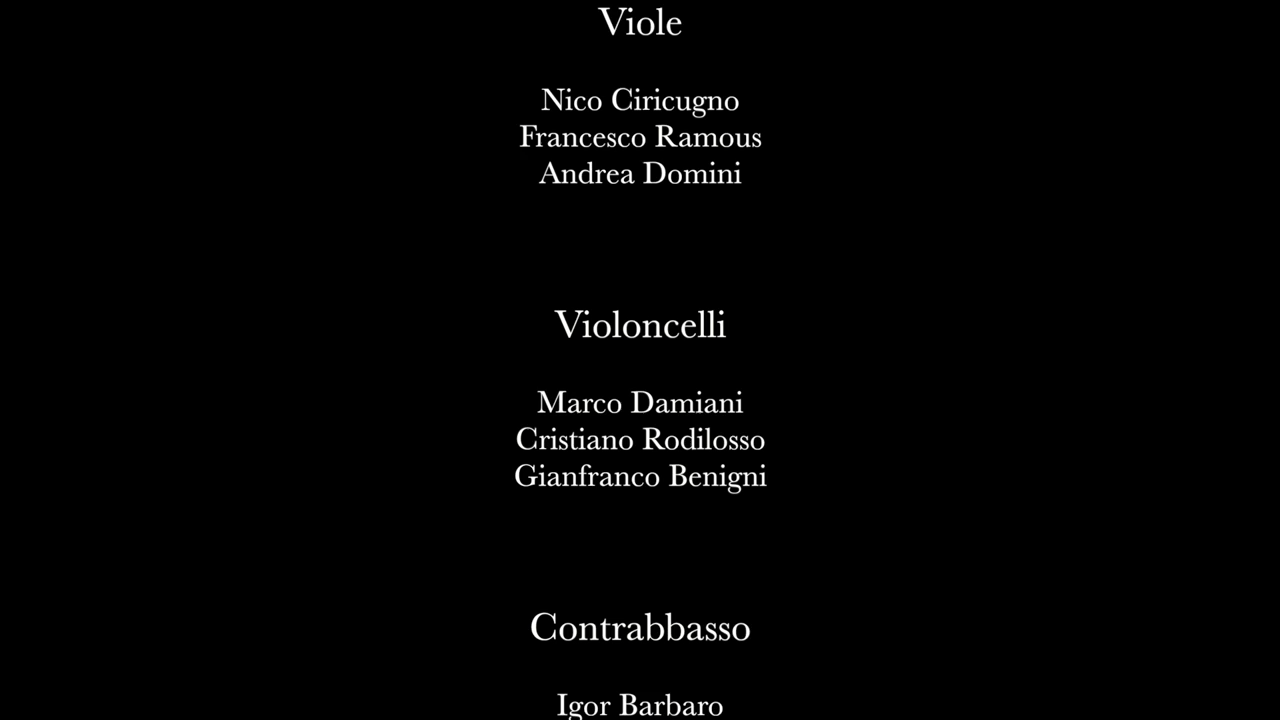 Viole
Nico Ciricugno
Francesco Ramous
Andrea Domini
Violoncelli
Marco Damiani
Cristiano Rodilosso
Gianfranco Benigni
Contrabbasso
Igor Barbaro